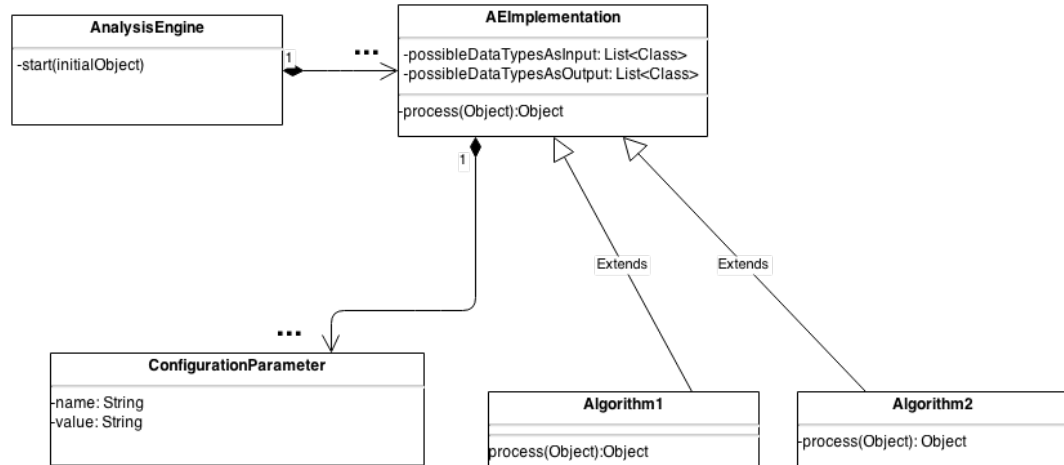 AnalysisEngine
-start(initialObject)
1
...
AEImplementation
-possibleDataTypesAsInput: List<Class>
-possibleDataTypesAsOutput: List<Class>
-process(Object):Object
1
Extends
Extends
...
ConfigurationParameter
-name: String
-value: String
Algorithm1
process(Object):Object
Algorithm2
-process(Object): Object